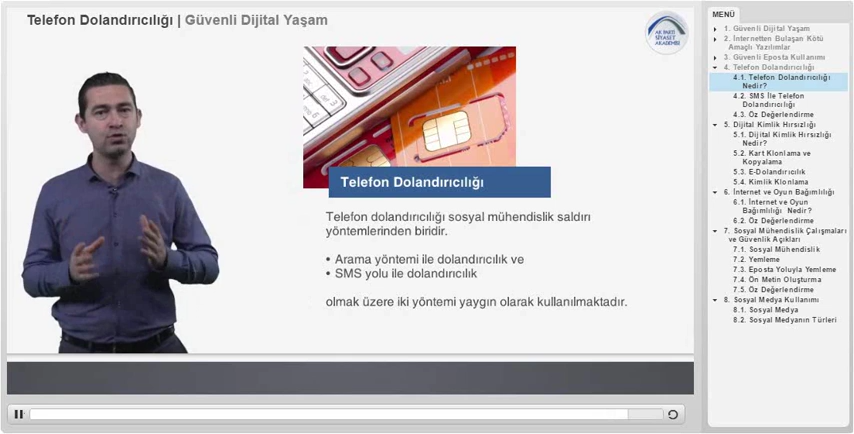 Telefon Dolandırıcılığı | Güvenli Dijital Yaşam
AK PARTİ
SİYASET
AKADEMİSİ
Telefon Dolandırıcılığı
Telefon dolandırıcılığı sosyal mühendislik saldırı
yöntemlerinden biridir.
• Arama yöntemi ile dolandırıcılık ve
• SMS yolu ile dolandırıcılık
olmak üzere iki yöntemi yaygın olarak kullanılmaktadır.
MENÜ
1. Güvenli Dijital Yaşam
2. İnternetten Bulaşan Kötü
Amaçlı Yazılımlar
3. Güvenli Eposta Kullanımı
4. Telefon Dolandırıcılığı
4.1. Telefon Dolandırıcılığı
Nedir?
4.2. SMS İle Telefon
Dolandırıcılığı
4.3. Öz Değerlendirme
5. Dijital Kimlik Hırsızlığı
5.1. Dijital Kimlik Hırsızlığı
Nedir?
5.2. Kart Klonlama ve
Kopyalama
5.3. E-Dolandırıcılık
5.4. Kimlik Klonlama
6. İnternet ve Oyun Bağımlılığı
6.1. İnternet ve Oyun
Bağımlılığı Nedir?
6.2. Öz Değerlendirme
7. Sosyal Mühendislik Çalışmaları
ve Güvenlik Açıkları
7.1. Sosyal Mühendislik
7.2. Yemleme
7.3. Eposta Yoluyla Yemleme
7.4. Ön Metin Oluşturma
7.5. Öz Değerlendirme
8. Sosyal Medya Kullanımı
8.1. Sosyal Medya
8.2. Sosyal Medyanın Türleri